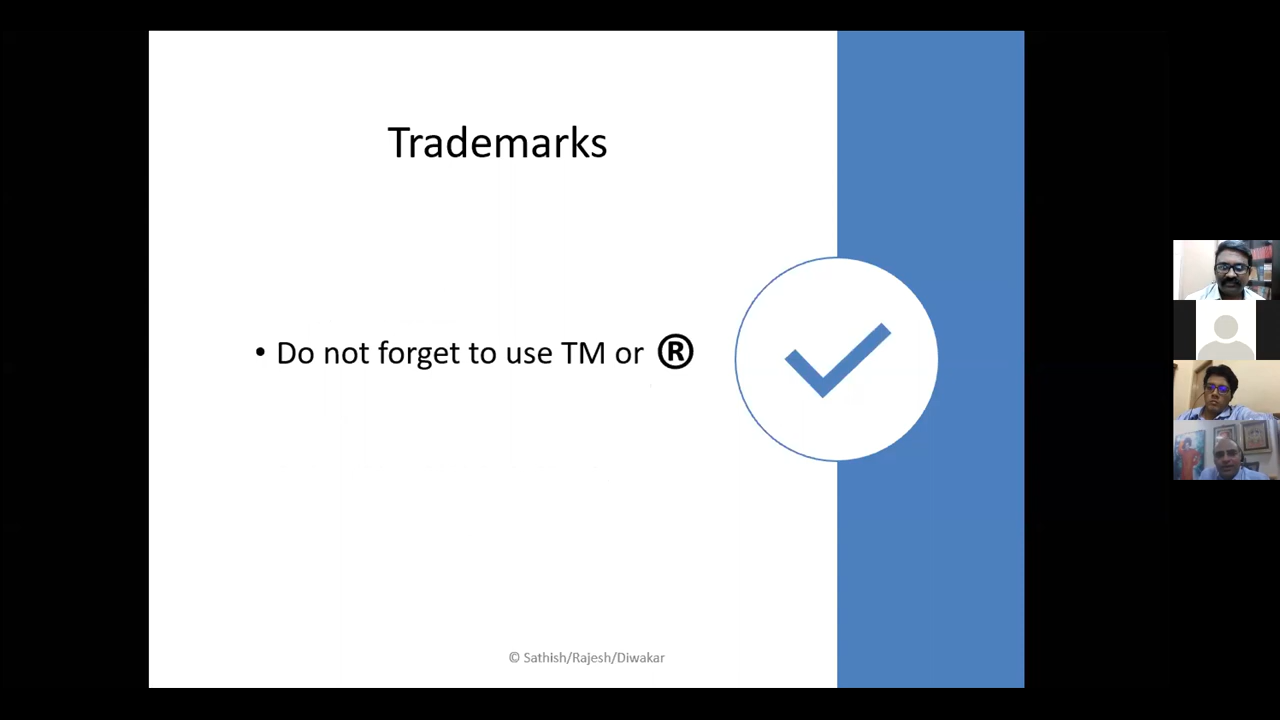 Trademarks
• Do not forget to use TM or ®
© Sathish/Rajesh/Diwakar